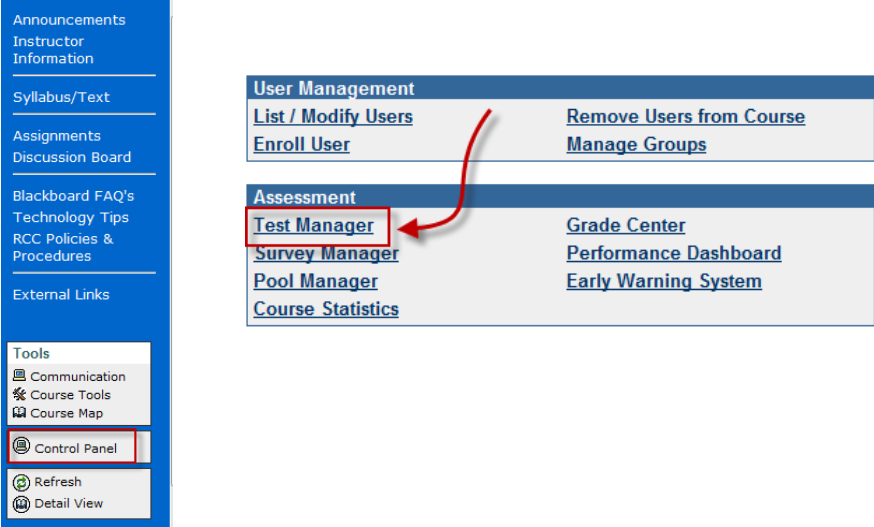 Announcements
Instructor
Information
Syllabus/Text
Assignments
Discussion Board
Blackboard FAQ's
Technology Tips
RCC Policies &
Procedures
External Links
Tools
Communication
Course Tools
Course Map
Control Panel
Refresh
Detail View
User Management
List / Modify Users
Remove Users from Course
Enroll User
Manage Groups
Assessment
Test Manager
Grade Center
Survey Manager
Performance Dashboard
Pool Manager
Early Warning System
Course Statistics